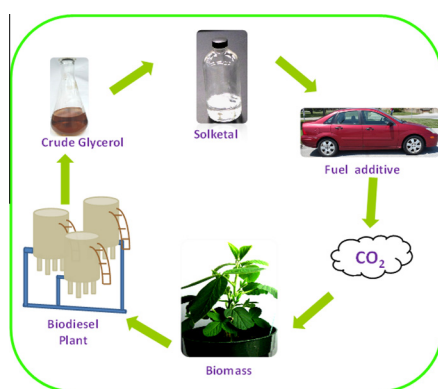 Crude Glycerol
Solketal
Fuel additive
CO₂
Biomass
Biodiesel
Plant